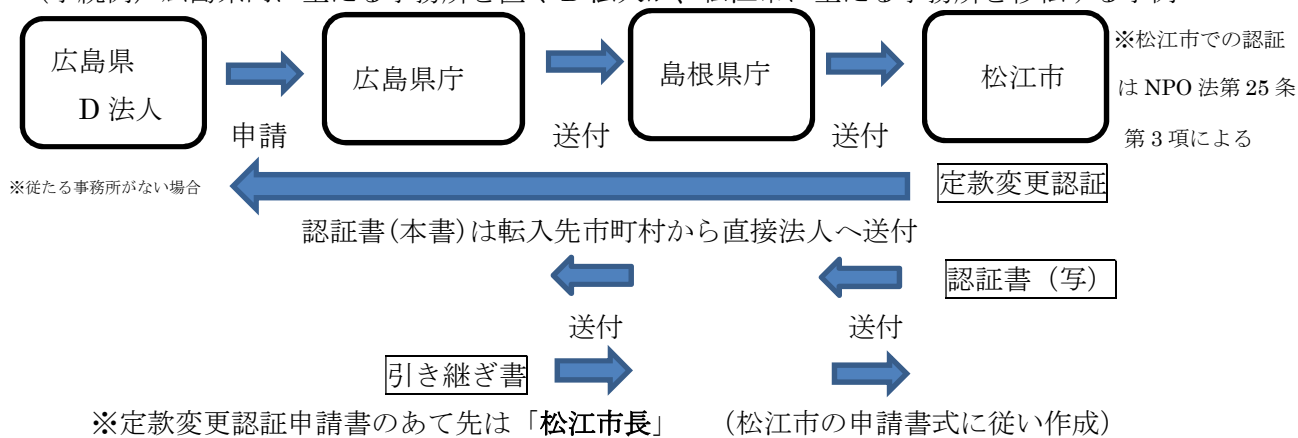 広島県
D 法人
広島県庁
島根県庁
松江市
※松江市での認証
は NPO 法第 25 条
第 3 項による
申請
送付
送付
※従たる事務所がない場合
定款変更認証
認証書(本書)は転入先市町村から直接法人へ送付
認証書（写）
送付
送付
引き継ぎ書
※定款変更認証申請書のあて先は「松江市長」　（松江市の申請書式に従い作成）